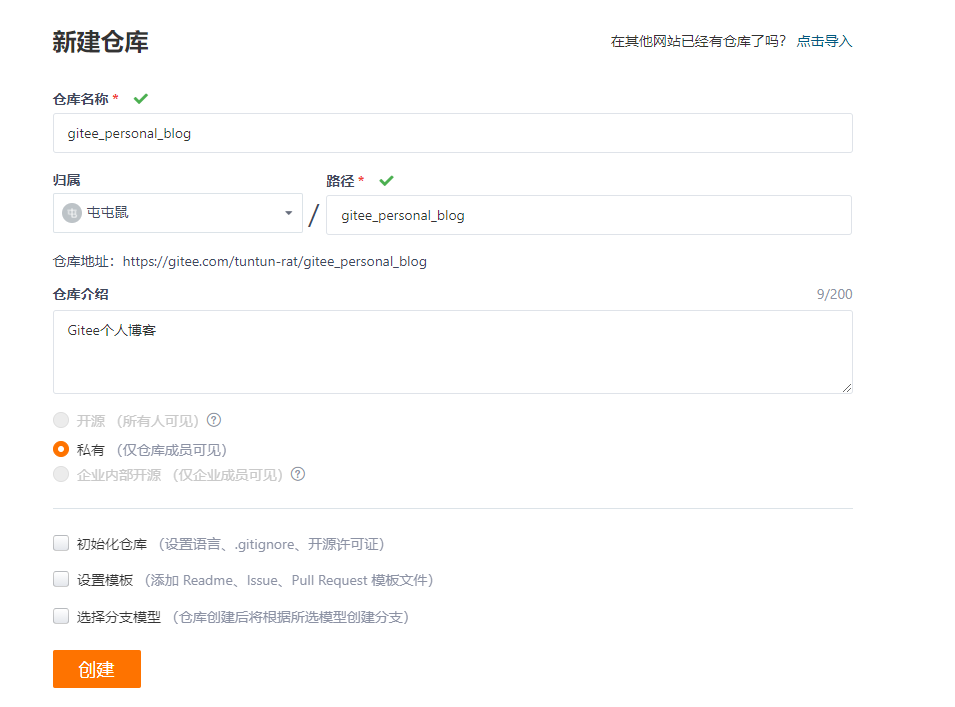 新建仓库
在其他网站已经有仓库了吗? 点击导入
仓库名称 *
gitee_personal_blog
归属
路径 *
屯 屯屯鼠 / gitee_personal_blog
仓库地址：https://gitee.com/tuntun-rat/gitee_personal_blog
仓库介绍
9/200
Gitee个人博客
开源 （所有人可见） ?
私有 （仅仓库成员可见）
企业内部开源 （仅企业成员可见） ?
初始化仓库 （设置语言、.gitignore、开源许可证）
设置模板 （添加 Readme、Issue、Pull Request 模板文件）
选择分支模型 （仓库创建后将根据所选模型创建分支）
创建